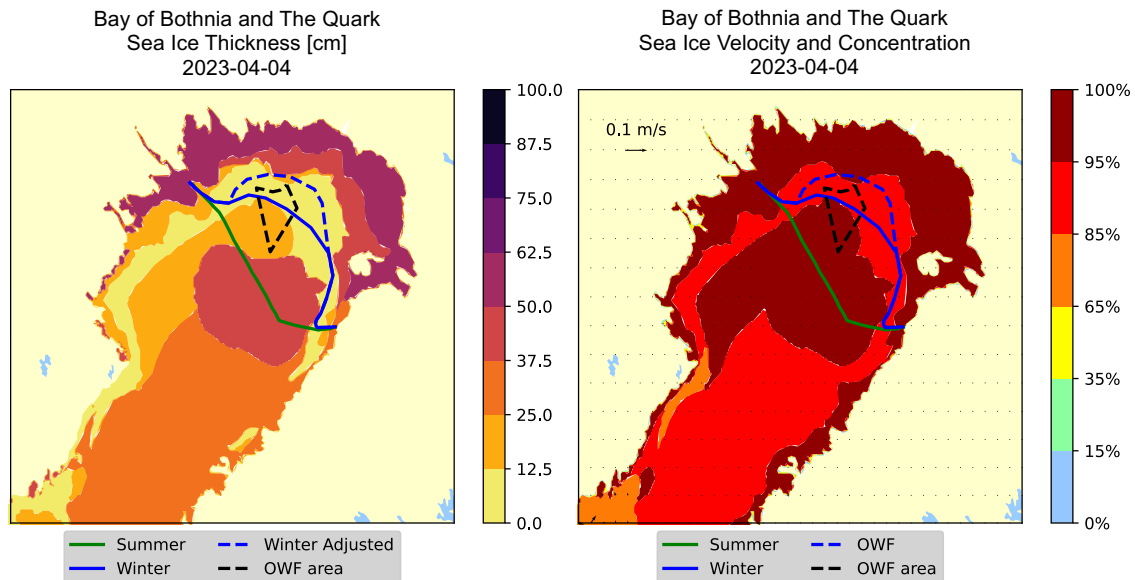 Bay of Bothnia and The Quark
Sea Ice Thickness [cm]
2023-04-04
100.0
87.5
75.0
62.5
50.0
37.5
25.0
12.5
0.0
Summer
Winter Adjusted
Winter
OWF area
Bay of Bothnia and The Quark
Sea Ice Velocity and Concentration
2023-04-04
0.1 m/s
100%
95%
85%
65%
35%
15%
0%
Summer
OWF
Winter
OWF area